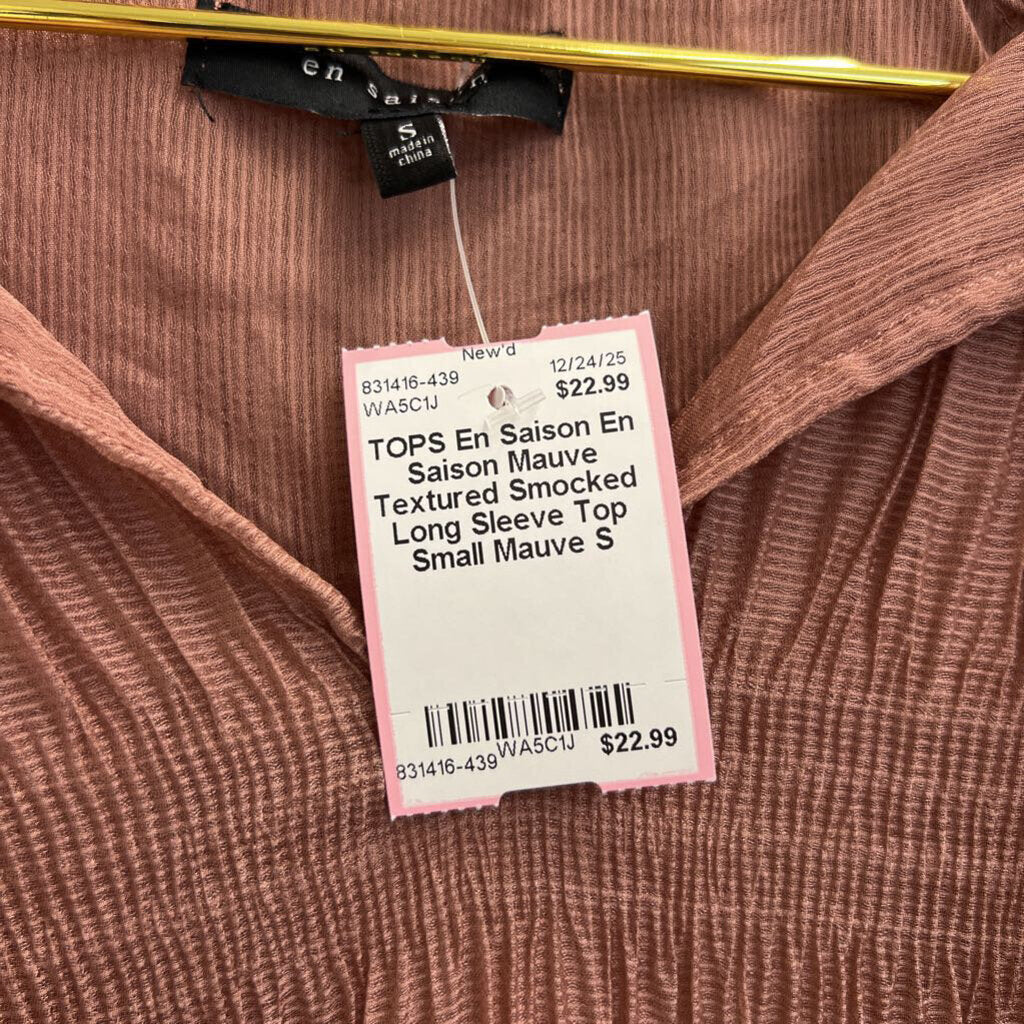 en saison
S
made in
china
New'd
831416-439
12/24/25
WA5C1J
$22.99
TOPS En Saison En
Saison Mauve
Textured Smocked
Long Sleeve Top
Small Mauve S
831416-439
WA5C1J
$22.99